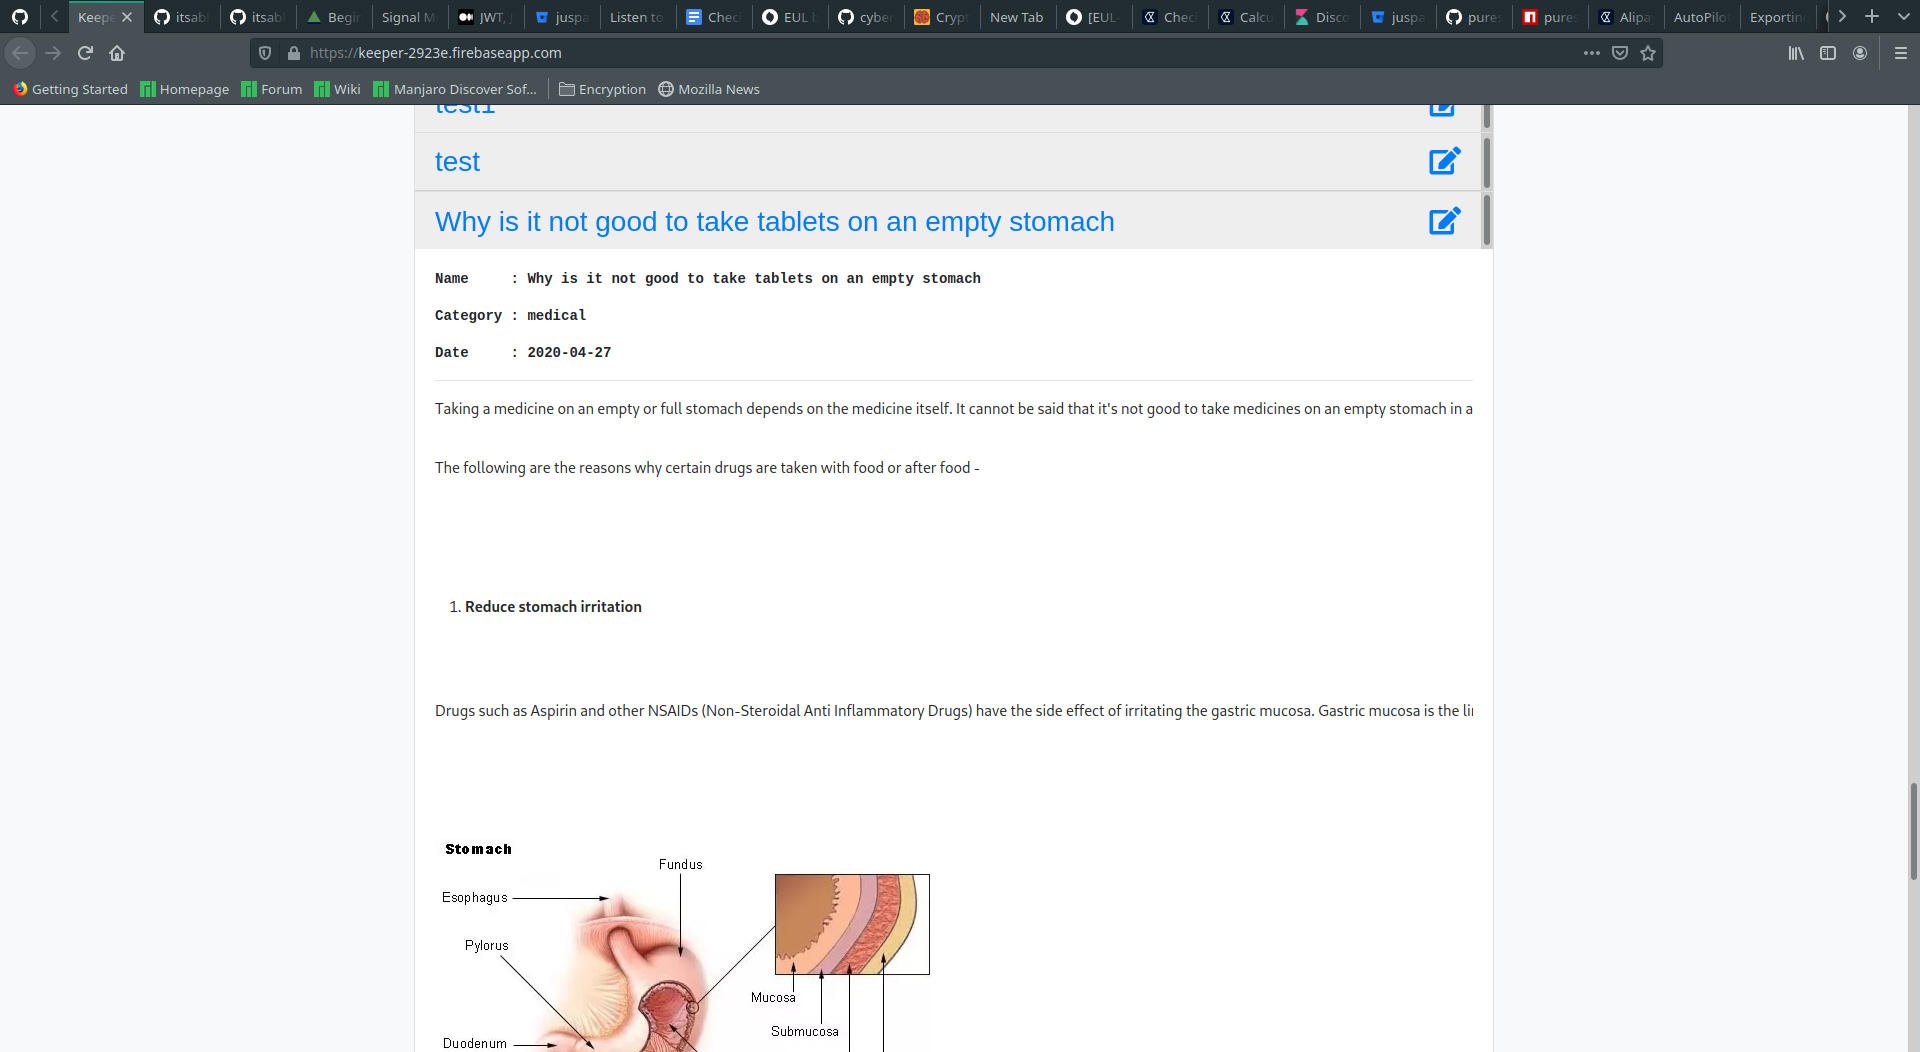 Keepe
itsab
itsab
Begin
Signal M
JWT, J
juspa
Listen to
Check
EUL b
cyber
Crypt
New Tab
[EUL-
Chec
Calcu
Disco
juspa
pures
pures
Alipa
AutoPilo
Exportin
https://keeper-2923e.firebaseapp.com
Getting Started
Homepage
Forum
Wiki
Manjaro Discover Sof...
Encryption
Mozilla News
test1
test
Why is it not good to take tablets on an empty stomach
Name : Why is it not good to take tablets on an empty stomach
Category : medical
Date : 2020-04-27
Taking a medicine on an empty or full stomach depends on the medicine itself. It cannot be said that it's not good to take medicines on an empty stomach in a
The following are the reasons why certain drugs are taken with food or after food -
1. Reduce stomach irritation
Drugs such as Aspirin and other NSAIDs (Non-Steroidal Anti Inflammatory Drugs) have the side effect of irritating the gastric mucosa. Gastric mucosa is the
Stomach
Fundus
Esophagus
Pylorus
Mucosa
Submucosa
Duodenum